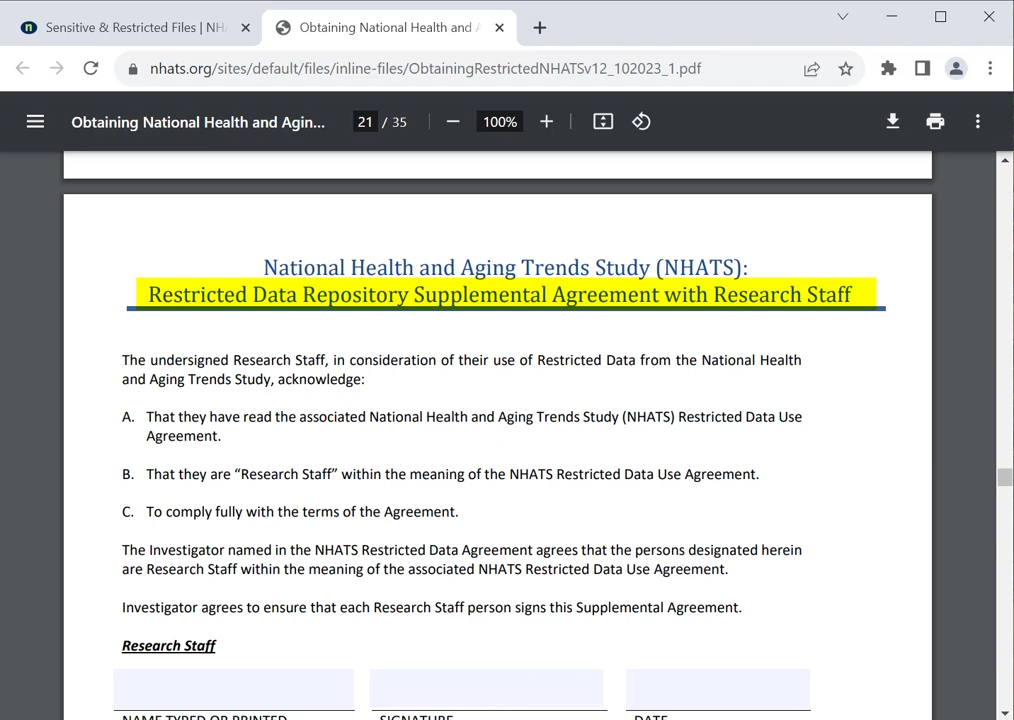 Sensitive & Restricted Files | NH
Obtaining National Health and A
nhats.org/sites/default/files/inline-files/ObtainingRestrictedNHATSv12_102023_1.pdf
Obtaining National Health and Agin...
21 / 35
100%
National Health and Aging Trends Study (NHATS):
Restricted Data Repository Supplemental Agreement with Research Staff
The undersigned Research Staff, in consideration of their use of Restricted Data from the National Health
and Aging Trends Study, acknowledge:
A. That they have read the associated National Health and Aging Trends Study (NHATS) Restricted Data Use
Agreement.
B. That they are “Research Staff” within the meaning of the NHATS Restricted Data Use Agreement.
C. To comply fully with the terms of the Agreement.
The Investigator named in the NHATS Restricted Data Agreement agrees that the persons designated herein
are Research Staff within the meaning of the associated NHATS Restricted Data Use Agreement.
Investigator agrees to ensure that each Research Staff person signs this Supplemental Agreement.
Research Staff
NAME TYPED OR PRINTED SIGNATURE DATE